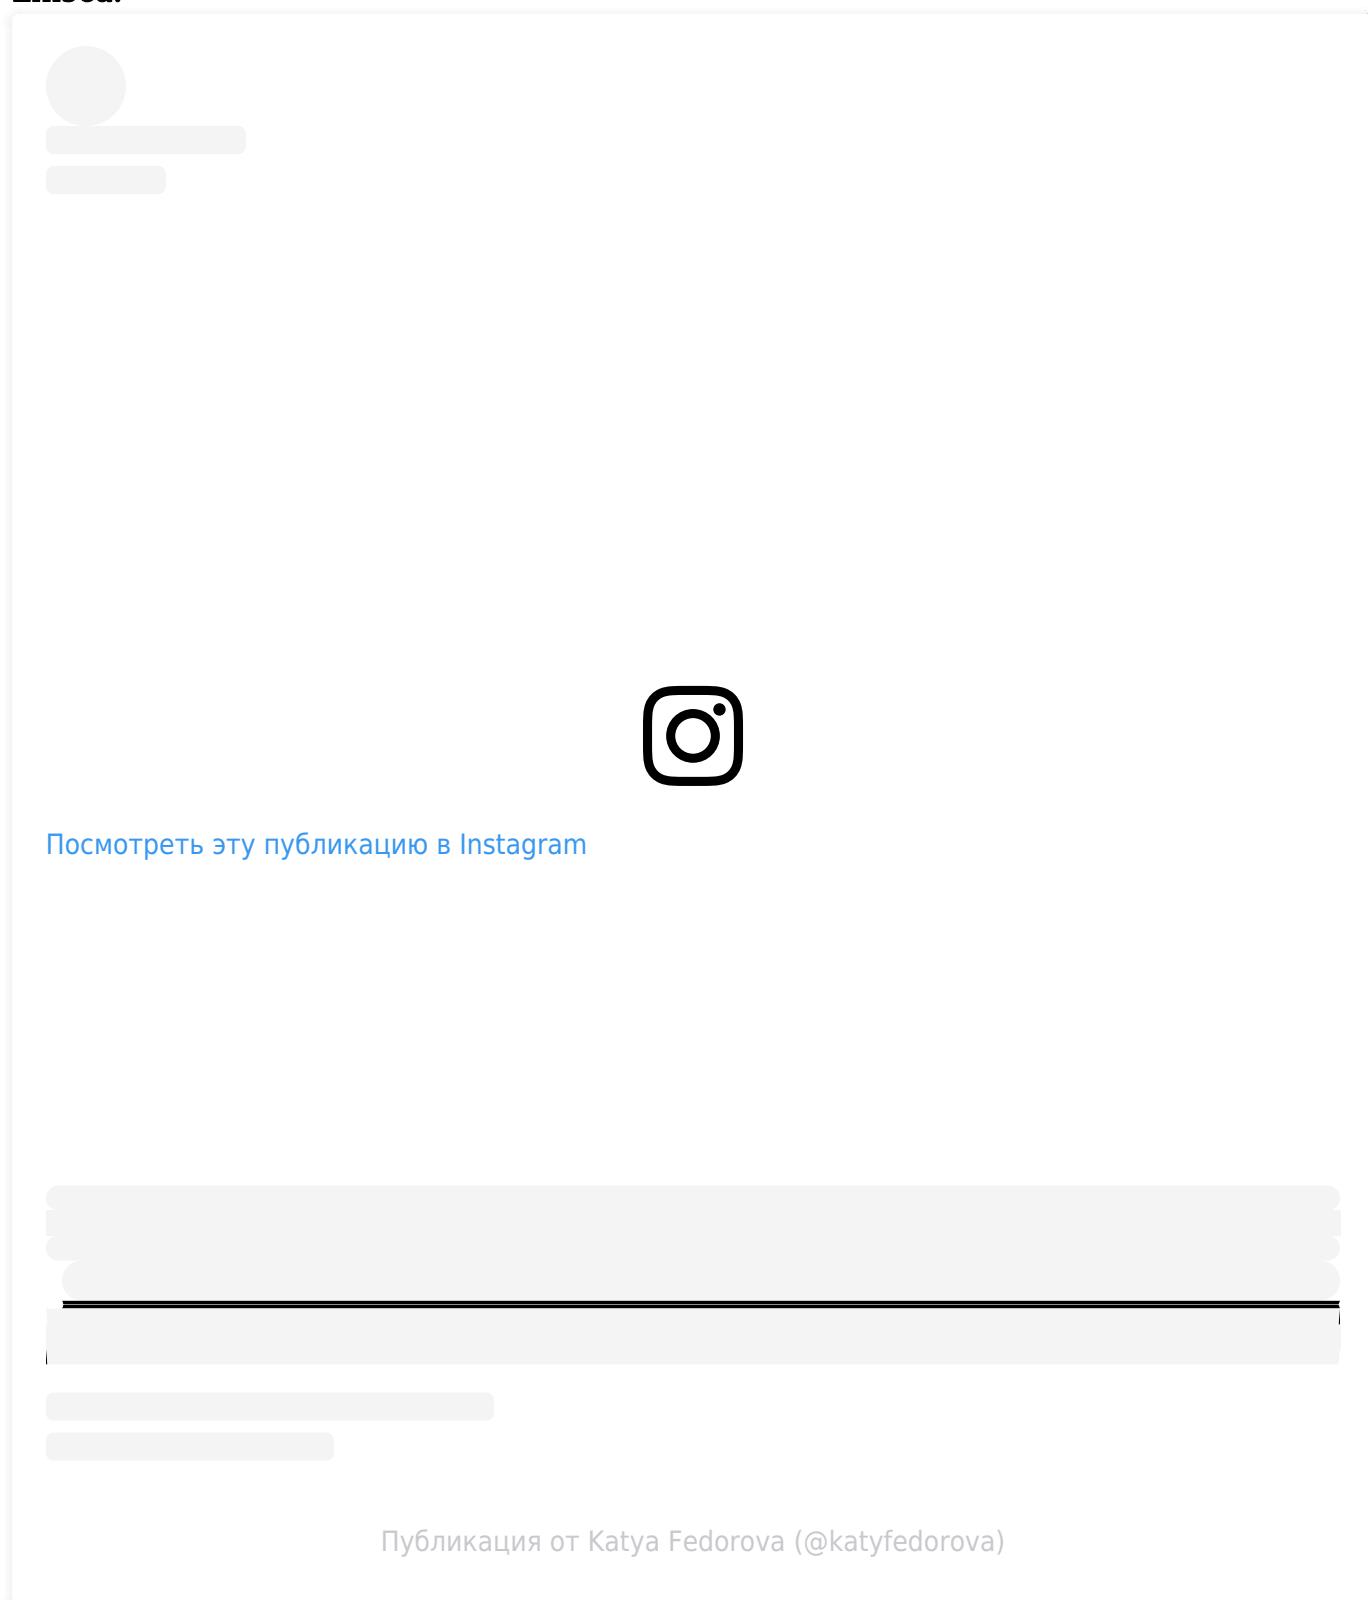 Посмотреть эту публикацию в Instagram
Публикация от Katya Fedorova (@katyfedorova)